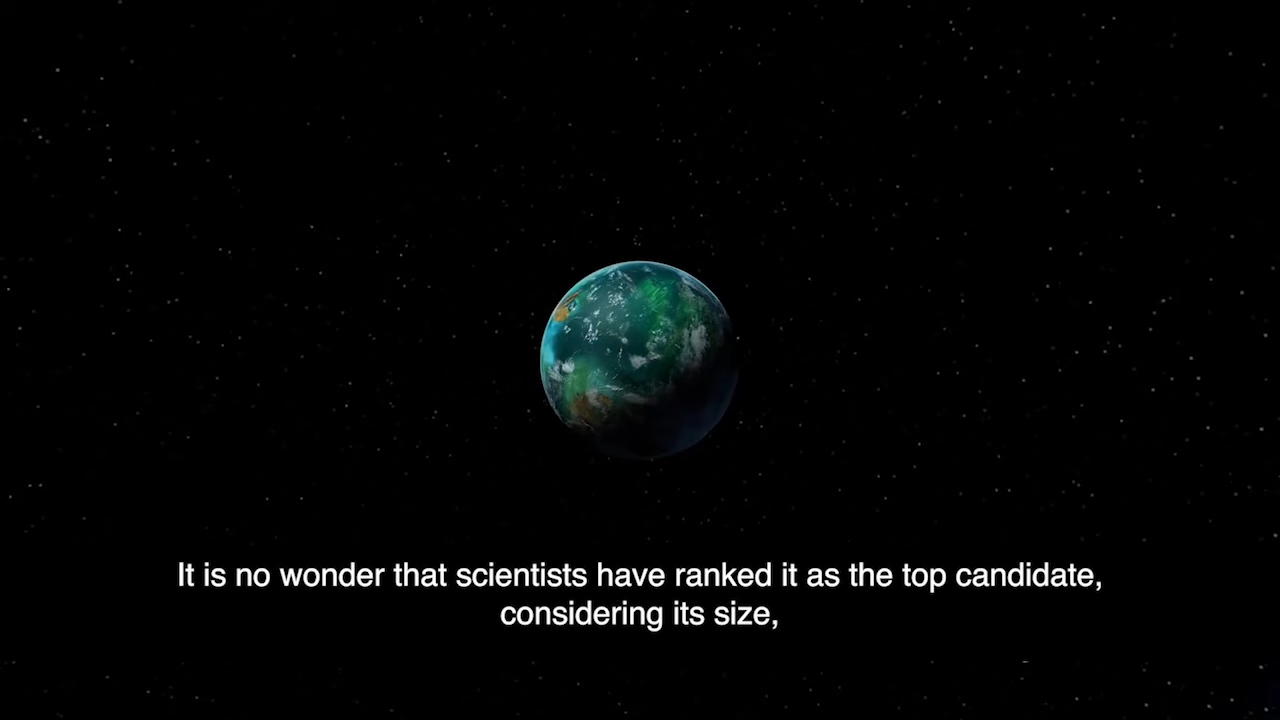 It is no wonder that scientists have ranked it as the top candidate,
considering its size,